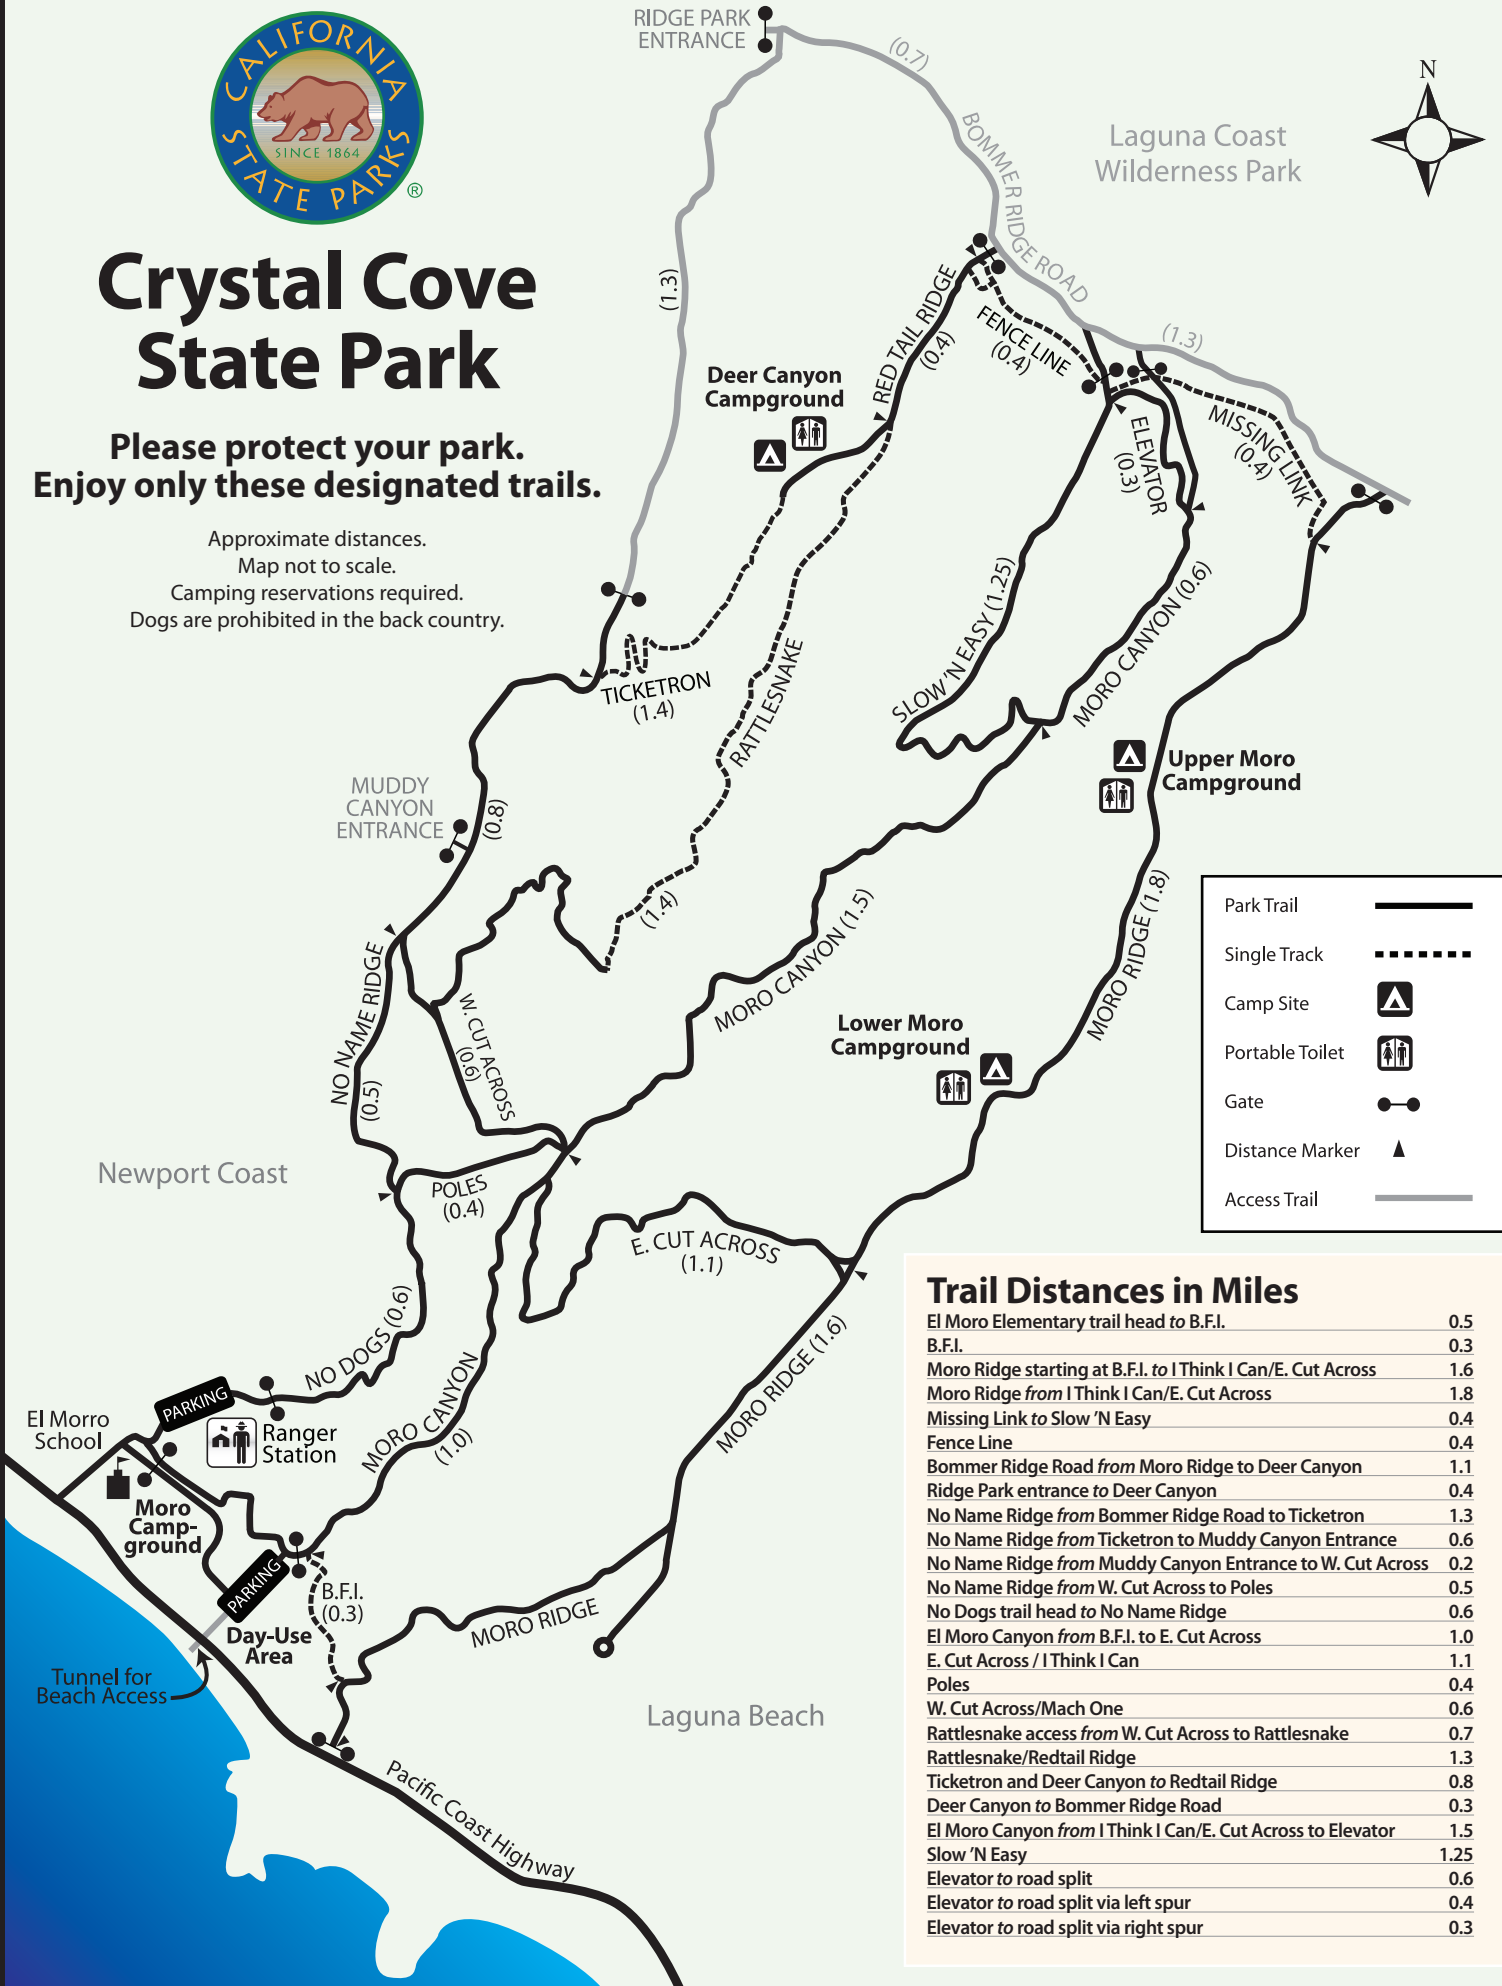 CALIFORNIA
STATE PARKS
SINCE 1864
®
Crystal Cove
State Park
Please protect your park.
Enjoy only these designated trails.
Approximate distances.
Map not to scale.
Camping reservations required.
Dogs are prohibited in the back country.
RIDGE PARK
ENTRANCE
(0.7)
BOMMER RIDGE ROAD
Laguna Coast
Wilderness Park
N
(1.3)
(1.3)
RED TAIL RIDGE
(0.4)
FENCE LINE
(0.4)
Deer Canyon
Campground
ELEVATOR
(0.3)
MISSING LINK
(0.4)
TICKETRON
(1.4)
RATTLESNAKE
(1.4)
SLOW 'N EASY (1.25)
MORO CANYON (0.6)
Upper Moro
Campground
MUDDY
CANYON
ENTRANCE
(0.8)
MORO RIDGE (1.8)
MORO CANYON (1.5)
NO NAME RIDGE
(0.5)
W. CUT ACROSS
(0.6)
Lower Moro
Campground
Park Trail
Single Track
Camp Site
Portable Toilet
Gate
Distance Marker
Access Trail
Newport Coast
POLES
(0.4)
E. CUT ACROSS
(1.1)
NO DOGS (0.6)
MORO CANYON
(1.0)
MORO RIDGE (1.6)
PARKING
El Morro
School
Ranger
Station
Moro
Camp-
ground
PARKING
B.F.I.
(0.3)
Day-Use
Area
MORO RIDGE
Tunnel for
Beach Access
Laguna Beach
Pacific Coast Highway
Trail Distances in Miles
El Moro Elementary trail head to B.F.I. 0.5
B.F.I. 0.3
Moro Ridge starting at B.F.I. to I Think I Can/E. Cut Across 1.6
Moro Ridge from I Think I Can/E. Cut Across 1.8
Missing Link to Slow 'N Easy 0.4
Fence Line 0.4
Bommer Ridge Road from Moro Ridge to Deer Canyon 1.1
Ridge Park entrance to Deer Canyon 0.4
No Name Ridge from Bommer Ridge Road to Ticketron 1.3
No Name Ridge from Ticketron to Muddy Canyon Entrance 0.6
No Name Ridge from Muddy Canyon Entrance to W. Cut Across 0.2
No Name Ridge from W. Cut Across to Poles 0.5
No Dogs trail head to No Name Ridge 0.6
El Moro Canyon from B.F.I. to E. Cut Across 1.0
E. Cut Across / I Think I Can 1.1
Poles 0.4
W. Cut Across/Mach One 0.6
Rattlesnake access from W. Cut Across to Rattlesnake 0.7
Rattlesnake/Redtail Ridge 1.3
Ticketron and Deer Canyon to Redtail Ridge 0.8
Deer Canyon to Bommer Ridge Road 0.3
El Moro Canyon from I Think I Can/E. Cut Across to Elevator 1.5
Slow 'N Easy 1.25
Elevator to road split 0.6
Elevator to road split via left spur 0.4
Elevator to road split via right spur 0.3